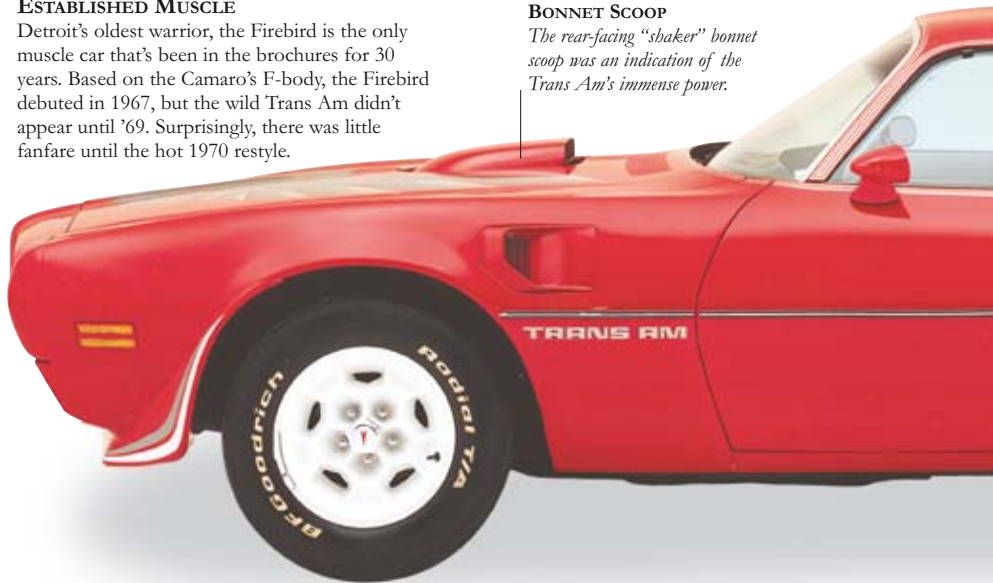 ESTABLISHED MUSCLE
Detroit’s oldest warrior, the Firebird is the only
muscle car that’s been in the brochures for 30
years. Based on the Camaro’s F-body, the Firebird
debuted in 1967, but the wild Trans Am didn’t
appear until ’69. Surprisingly, there was little
fanfare until the hot 1970 restyle.
BONNET SCOOP
The rear-facing “shaker” bonnet
scoop was an indication of the
Trans Am’s immense power.
TRANS AM
BFGoodrich
Radial T/A